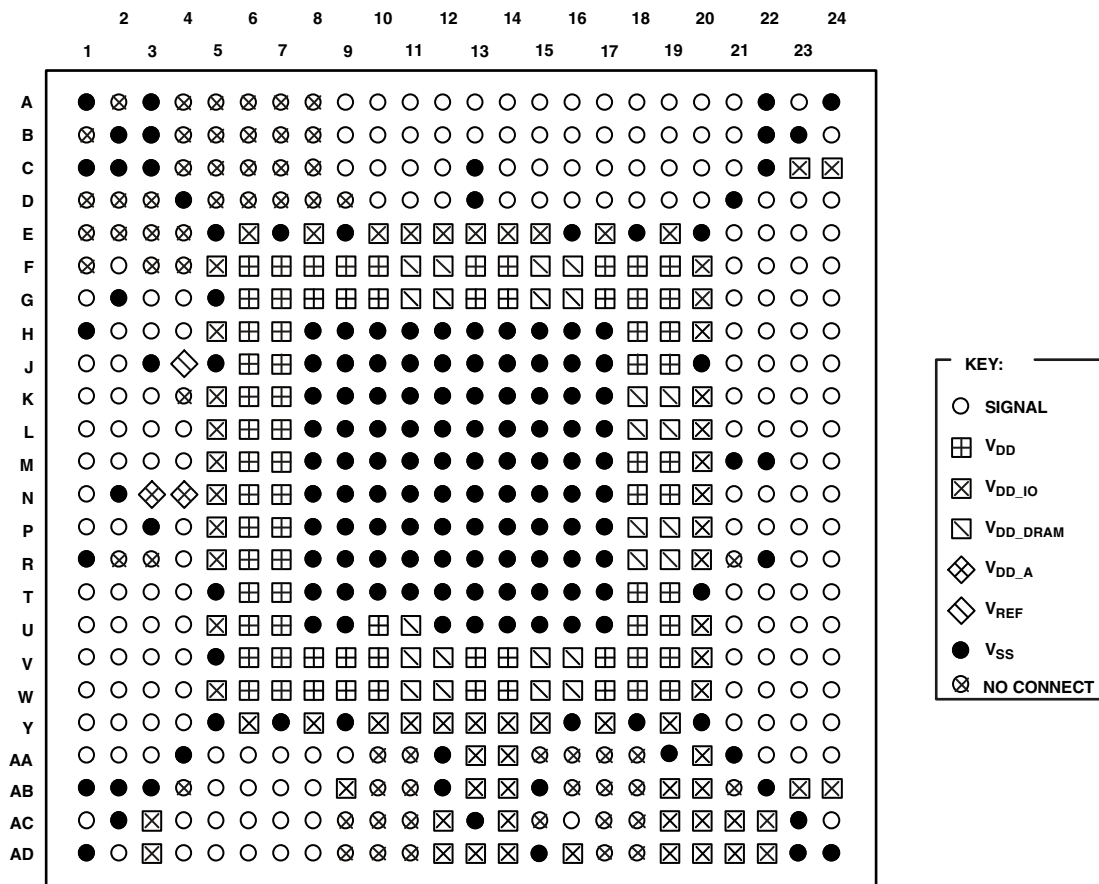 2 4 6 8 10 12 14 16 18 20 22 24
1 3 5 7 9 11 13 15 17 19 21 23
A
B
C
D
E
F
G
H
J
K
L
M
N
P
R
T
U
V
W
Y
AA
AB
AC
AD
KEY:
SIGNAL
VDD
VDD_IO
VDD_DRAM
VDD_A
VREF
VSS
NO CONNECT